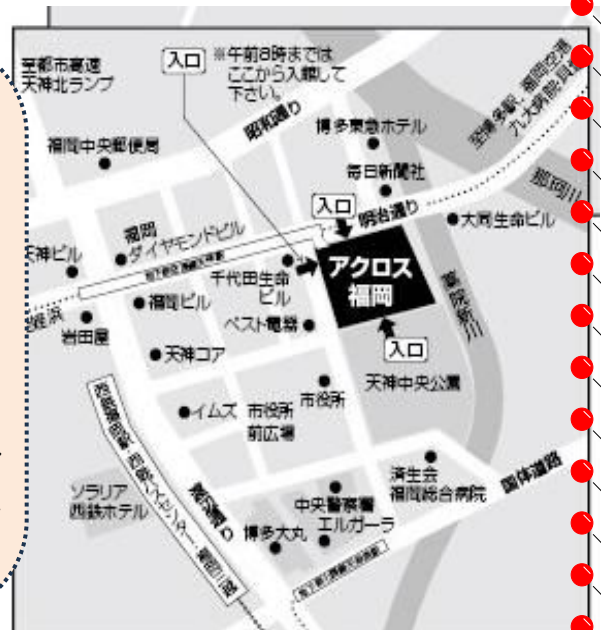 至都市高速
天神北ランプ
入口
※午前8時までは
ここから入館して
下さい。
昭和通り
博多東急ホテル
至博多駅、福岡空港
福岡中央郵便局
毎日新聞社
那珂川
入口
明治通り
大同生命ビル
福岡
ダイヤモンドビル
天神ビル
千代田生命
ビル
アクロス
福岡
福岡ビル
岩田屋
ベスト電器
入口
天神コア
天神中央公園
イムズ
市役所
前広場
市役所
済生会
福岡総合病院
国体道路
ソラリア
西鉄ホテル
中央警察署
エルガーラ
博多大丸